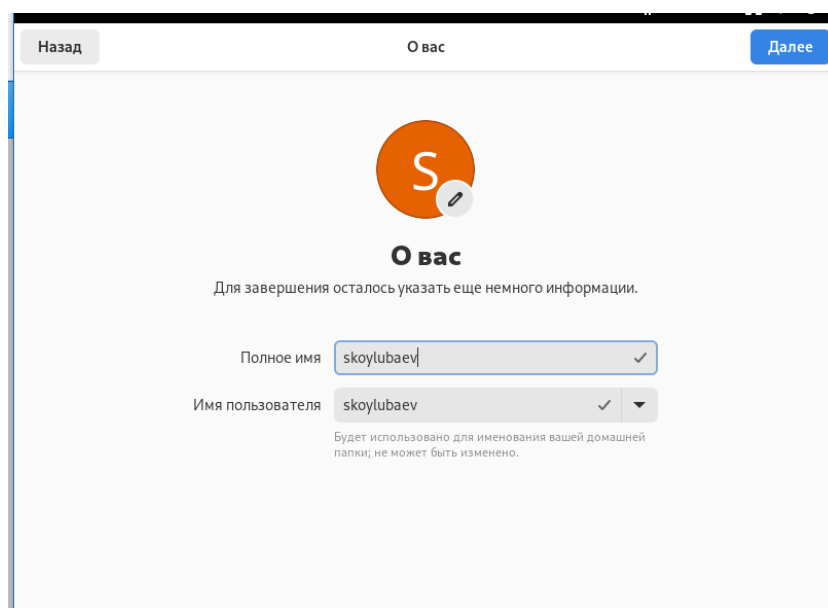 Назад
О вас
Далее
S
О вас
Для завершения осталось указать еще немного информации.
Полное имя
skoylubaev
Имя пользователя
skoylubaev
Будет использовано для именования вашей домашней
папки; не может быть изменено.